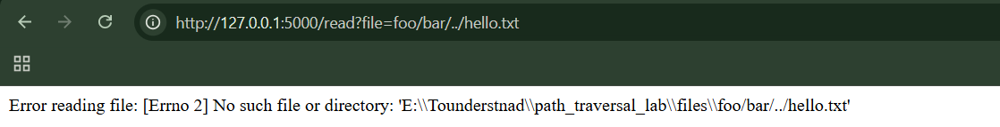 http://127.0.0.1:5000/read?file=foo/bar/../hello.txt
Error reading file: [Errno 2] No such file or directory: 'E:\\Tounderstnad\\path_traversal_lab\\files\\foo/bar/../hello.txt'